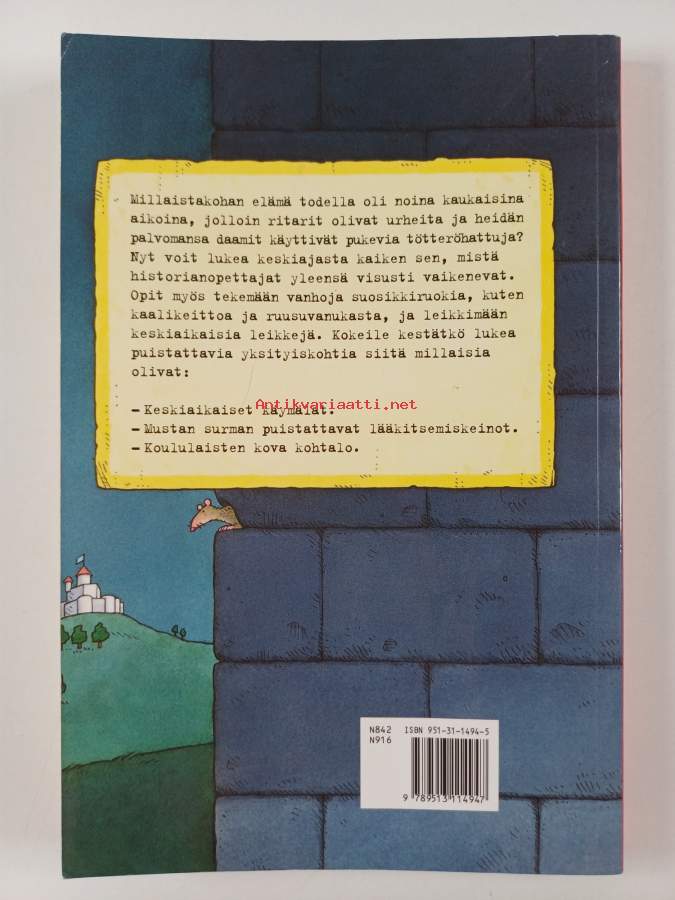 Millaistakohan elämä todella oli noina kaukaisina
aikoina, jolloin ritarit olivat urheita ja heidän
palvomansa daamit käyttivät pukevia tötteröhattuja?
Nyt voit lukea keskiajasta kaiken sen, mistä
historianopettajat yleensä visusti vaikenevat.
Opit myös tekemään vanhoja suosikkiruokia, kuten
kaalikeittoa ja ruusuvanukasta, ja leikkimään
keskiaikaisia leikkejä. Kokeile kestätkö lukea
puistattavia yksityiskohtia siitä millaisia
olivat:
Antikvariaatti.net
– Keskiaikaiset käymälät.
– Mustan surman puistattavat lääkitsemiskeinot.
– Koululaisten kova kohtalo.
N842 ISBN 951-31-1494-5
N916
9 789513 114947